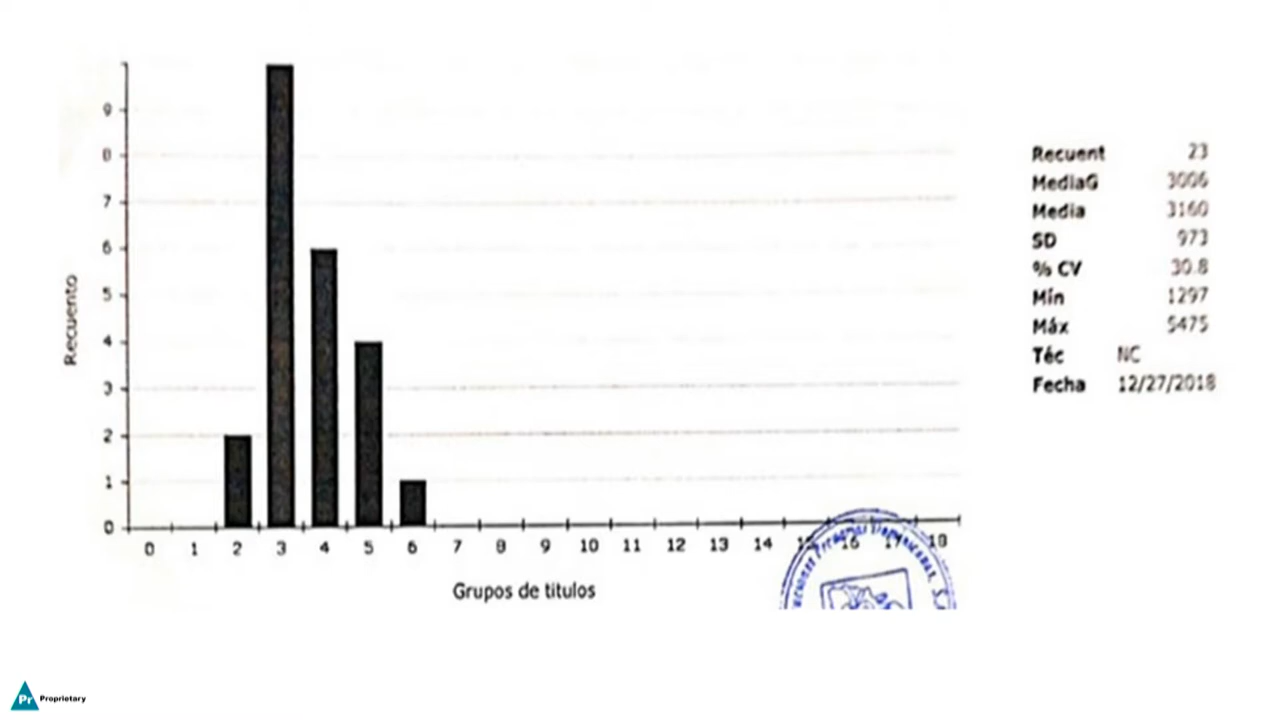 9
8
7
6
5
4
3
2
1
0
Recuento
0 1 2 3 4 5 6 7 8 9 10 11 12 13 14 15 16 17 18
Grupos de titulos
Recuent 23
MediaG 3006
Media 3160
SD 973
% CV 30.8
Mín 1297
Máx 5475
Téc NC
Fecha 12/27/2018
Pr Proprietary